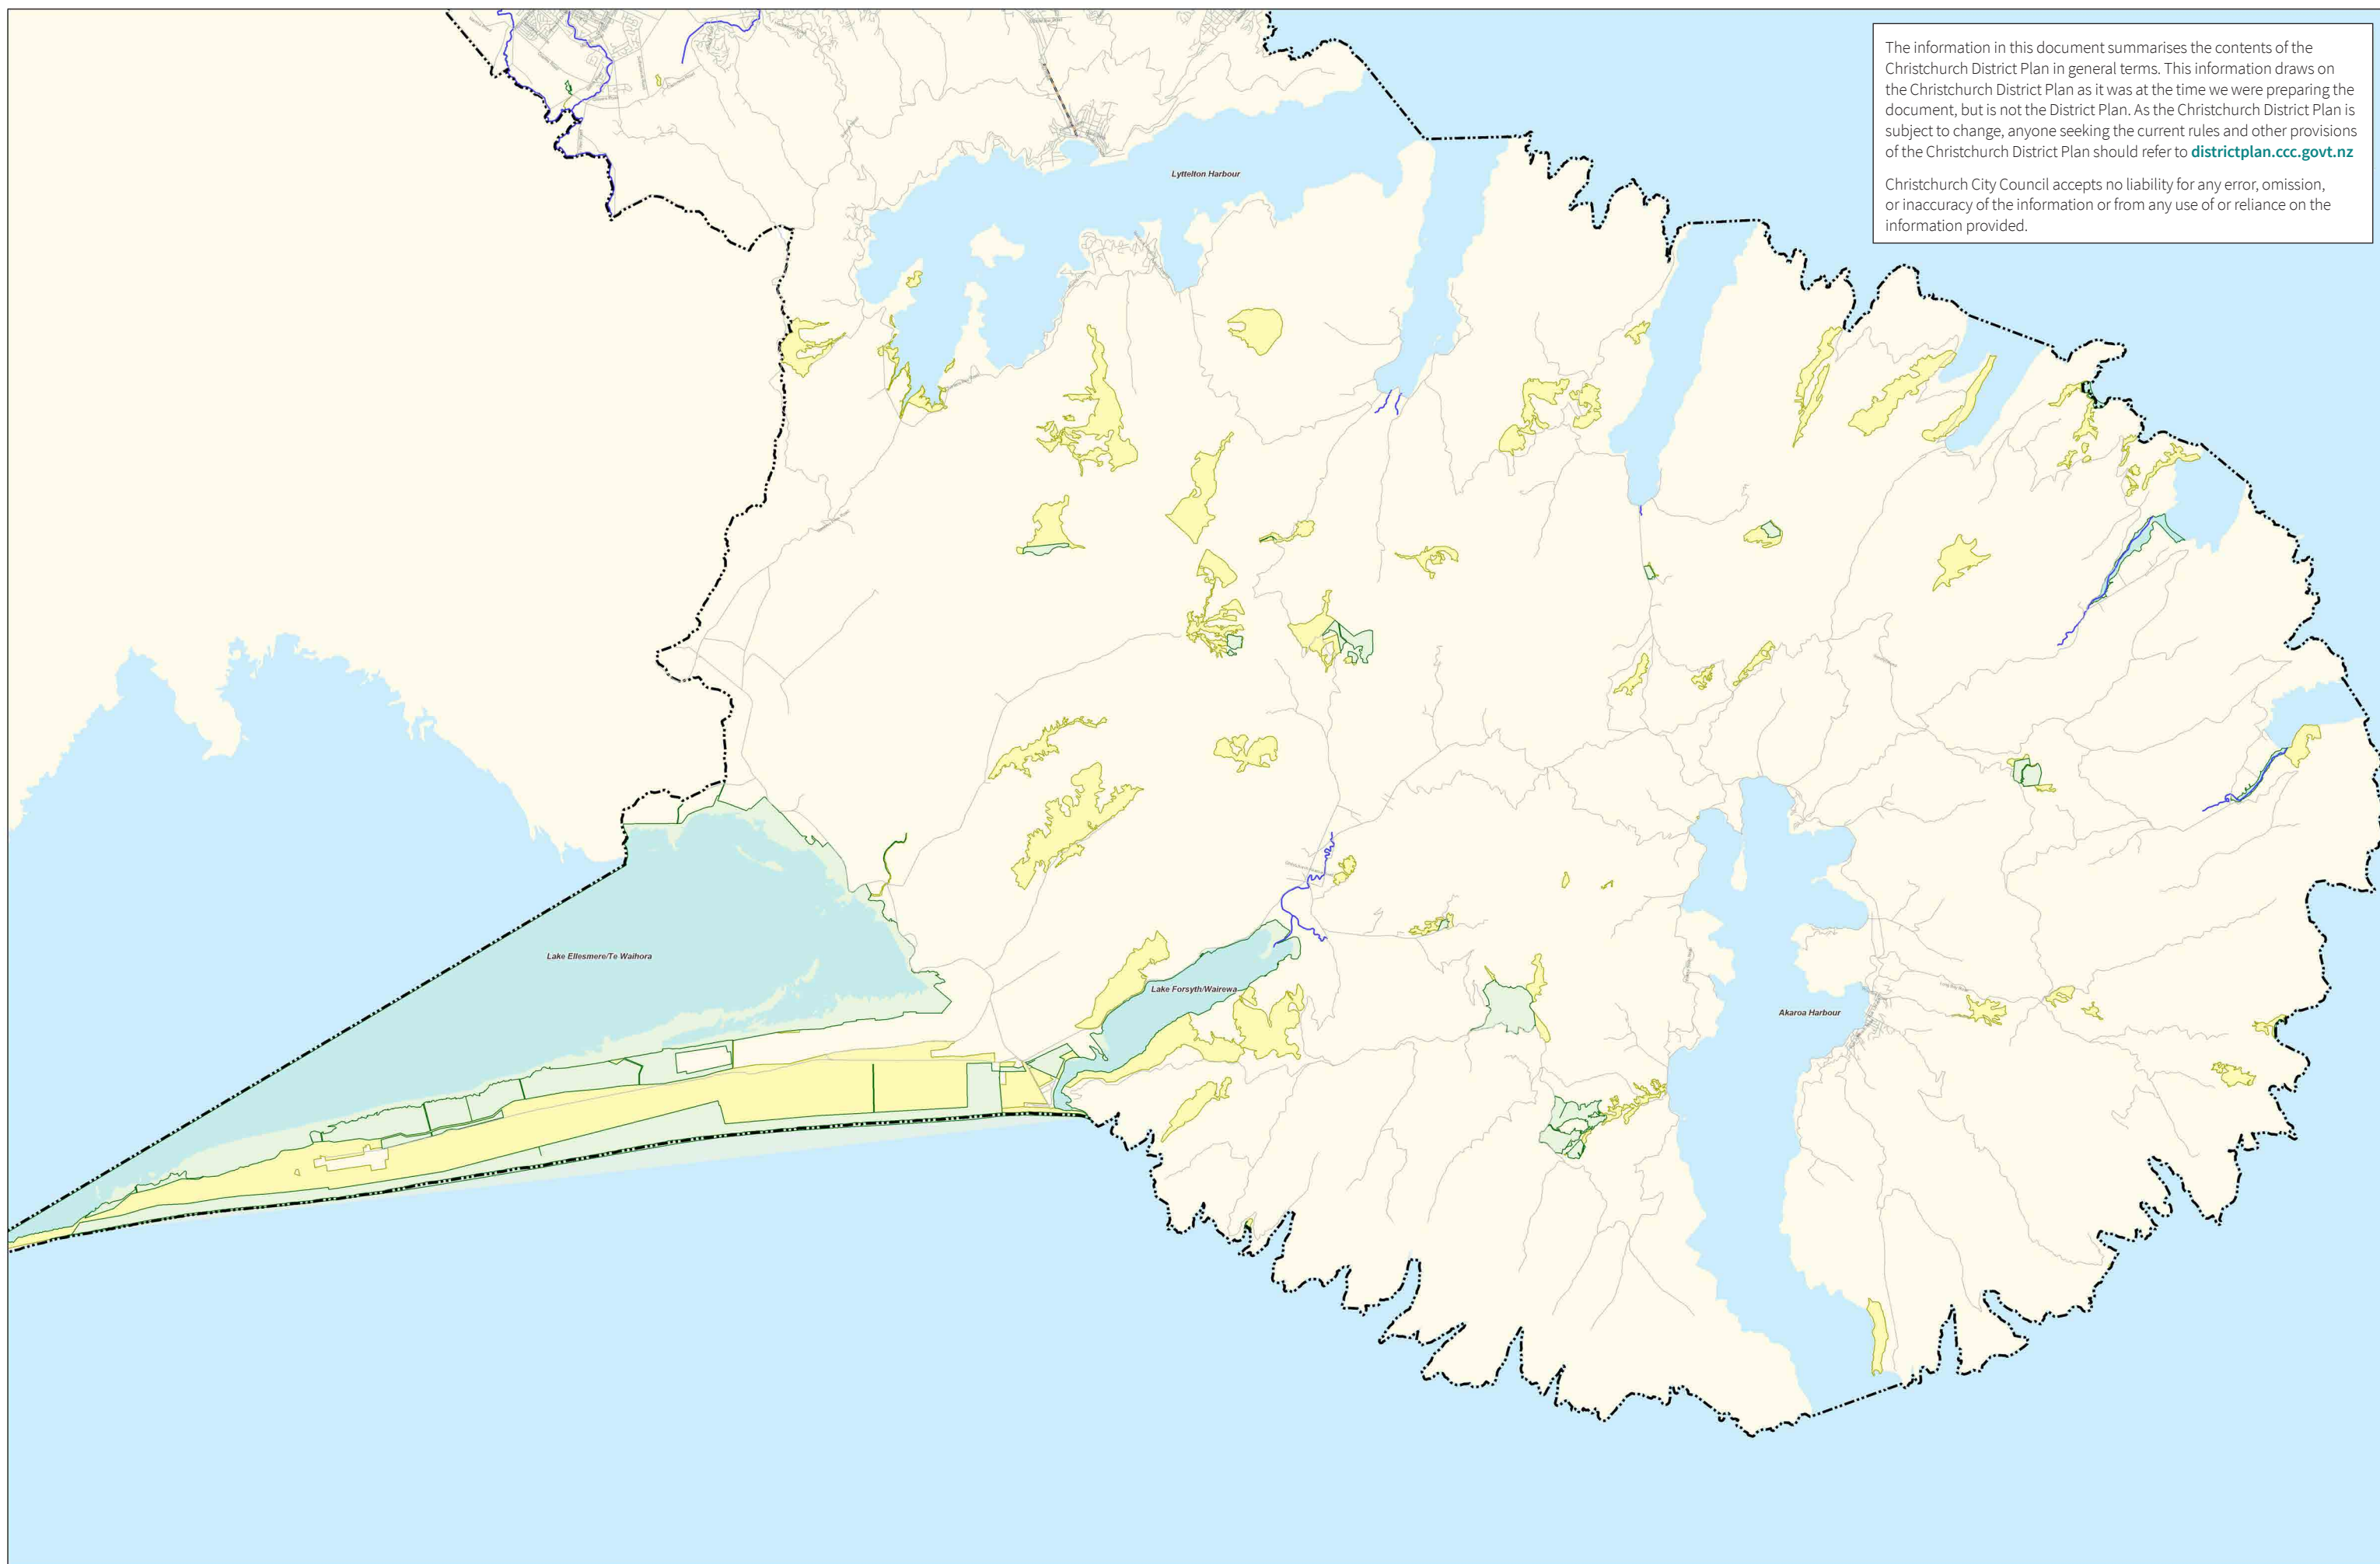 The information in this document summarises the contents of the
Christchurch District Plan in general terms. This information draws on
the Christchurch District Plan as it was at the time we were preparing the
document, but is not the District Plan. As the Christchurch District Plan is
subject to change, anyone seeking the current rules and other provisions
of the Christchurch District Plan should refer to districtplan.ccc.govt.nz
Christchurch City Council accepts no liability for any error, omission,
or inaccuracy of the information or from any use of or reliance on the
information provided.
Lyttelton Harbour
Lake Ellesmere/Te Waihora
Lake Forsyth/Wairewa
Akaroa Harbour